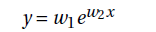 y = w₁e^{w₂x}